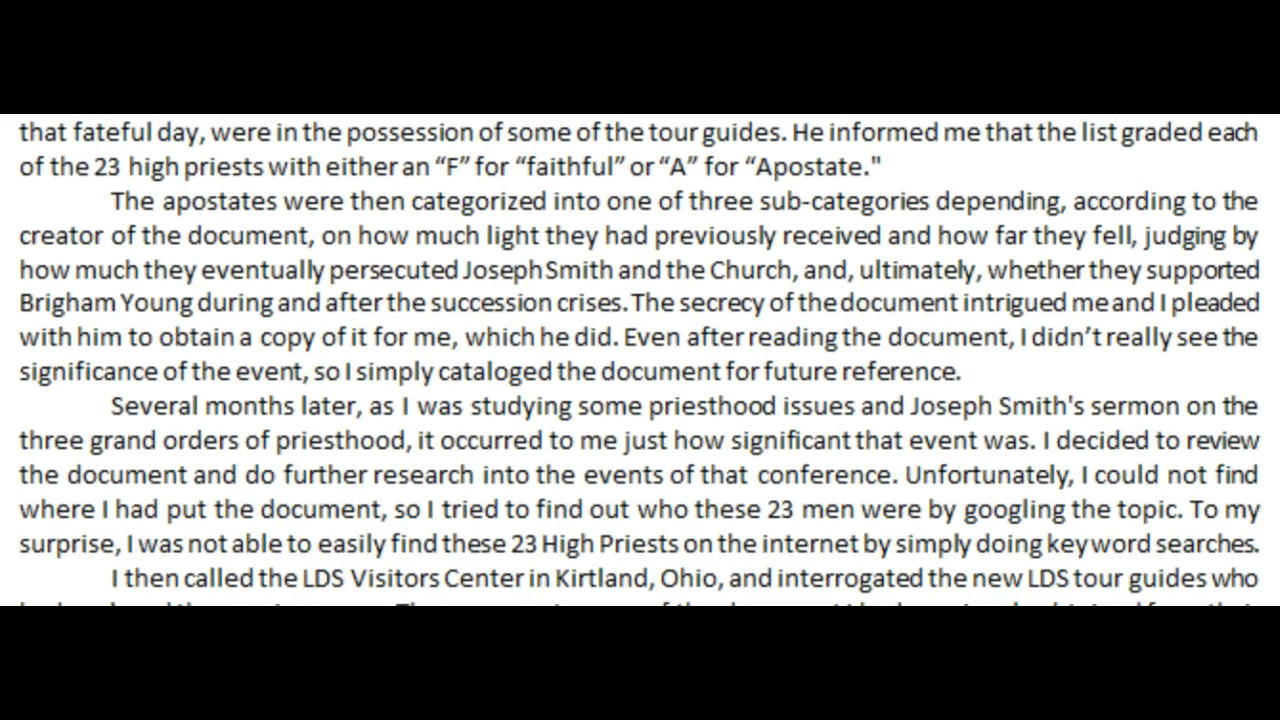 that fateful day, were in the possession of some of the tour guides. He informed me that the list graded each
of the 23 high priests with either an “F” for “faithful” or “A” for “Apostate."
The apostates were then categorized into one of three sub-categories depending, according to the
creator of the document, on how much light they had previously received and how far they fell, judging by
how much they eventually persecuted Joseph Smith and the Church, and, ultimately, whether they supported
Brigham Young during and after the succession crises. The secrecy of the document intrigued me and I pleaded
with him to obtain a copy of it for me, which he did. Even after reading the document, I didn’t really see the
significance of the event, so I simply cataloged the document for future reference.
Several months later, as I was studying some priesthood issues and Joseph Smith's sermon on the
three grand orders of priesthood, it occurred to me just how significant that event was. I decided to review
the document and do further research into the events of that conference. Unfortunately, I could not find
where I had put the document, so I tried to find out who these 23 men were by googling the topic. To my
surprise, I was not able to easily find these 23 High Priests on the internet by simply doing key word searches.
I then called the LDS Visitors Center in Kirtland, Ohio, and interrogated the new LDS tour guides who